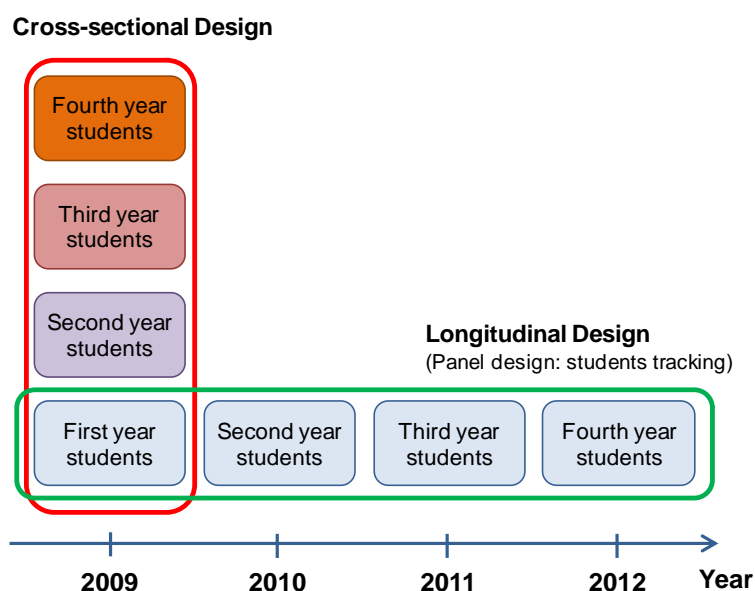 Cross-sectional Design
Fourth year
students
Third year
students
Second year
students
Longitudinal Design
(Panel design: students tracking)
First year
students
Second year
students
Third year
students
Fourth year
students
2009
2010
2011
2012
Year